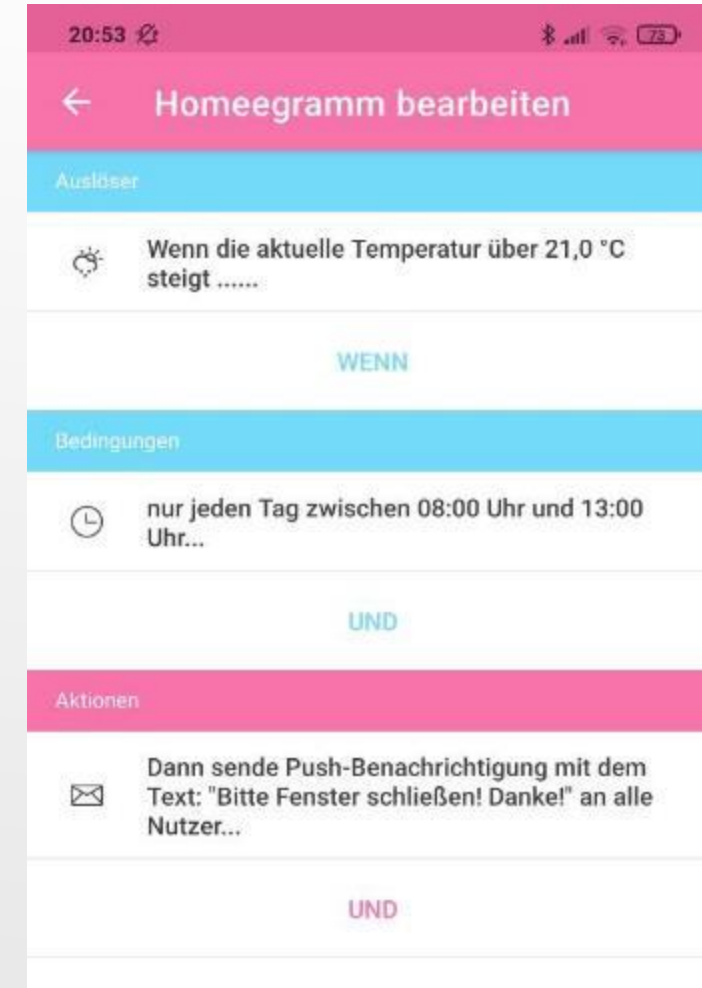 20:53
73
Homeegramm bearbeiten
Auslöser
Wenn die aktuelle Temperatur über 21,0 °C
steigt ......
WENN
Bedingungen
nur jeden Tag zwischen 08:00 Uhr und 13:00
Uhr...
UND
Aktionen
Dann sende Push-Benachrichtigung mit dem
Text: "Bitte Fenster schließen! Danke!" an alle
Nutzer...
UND